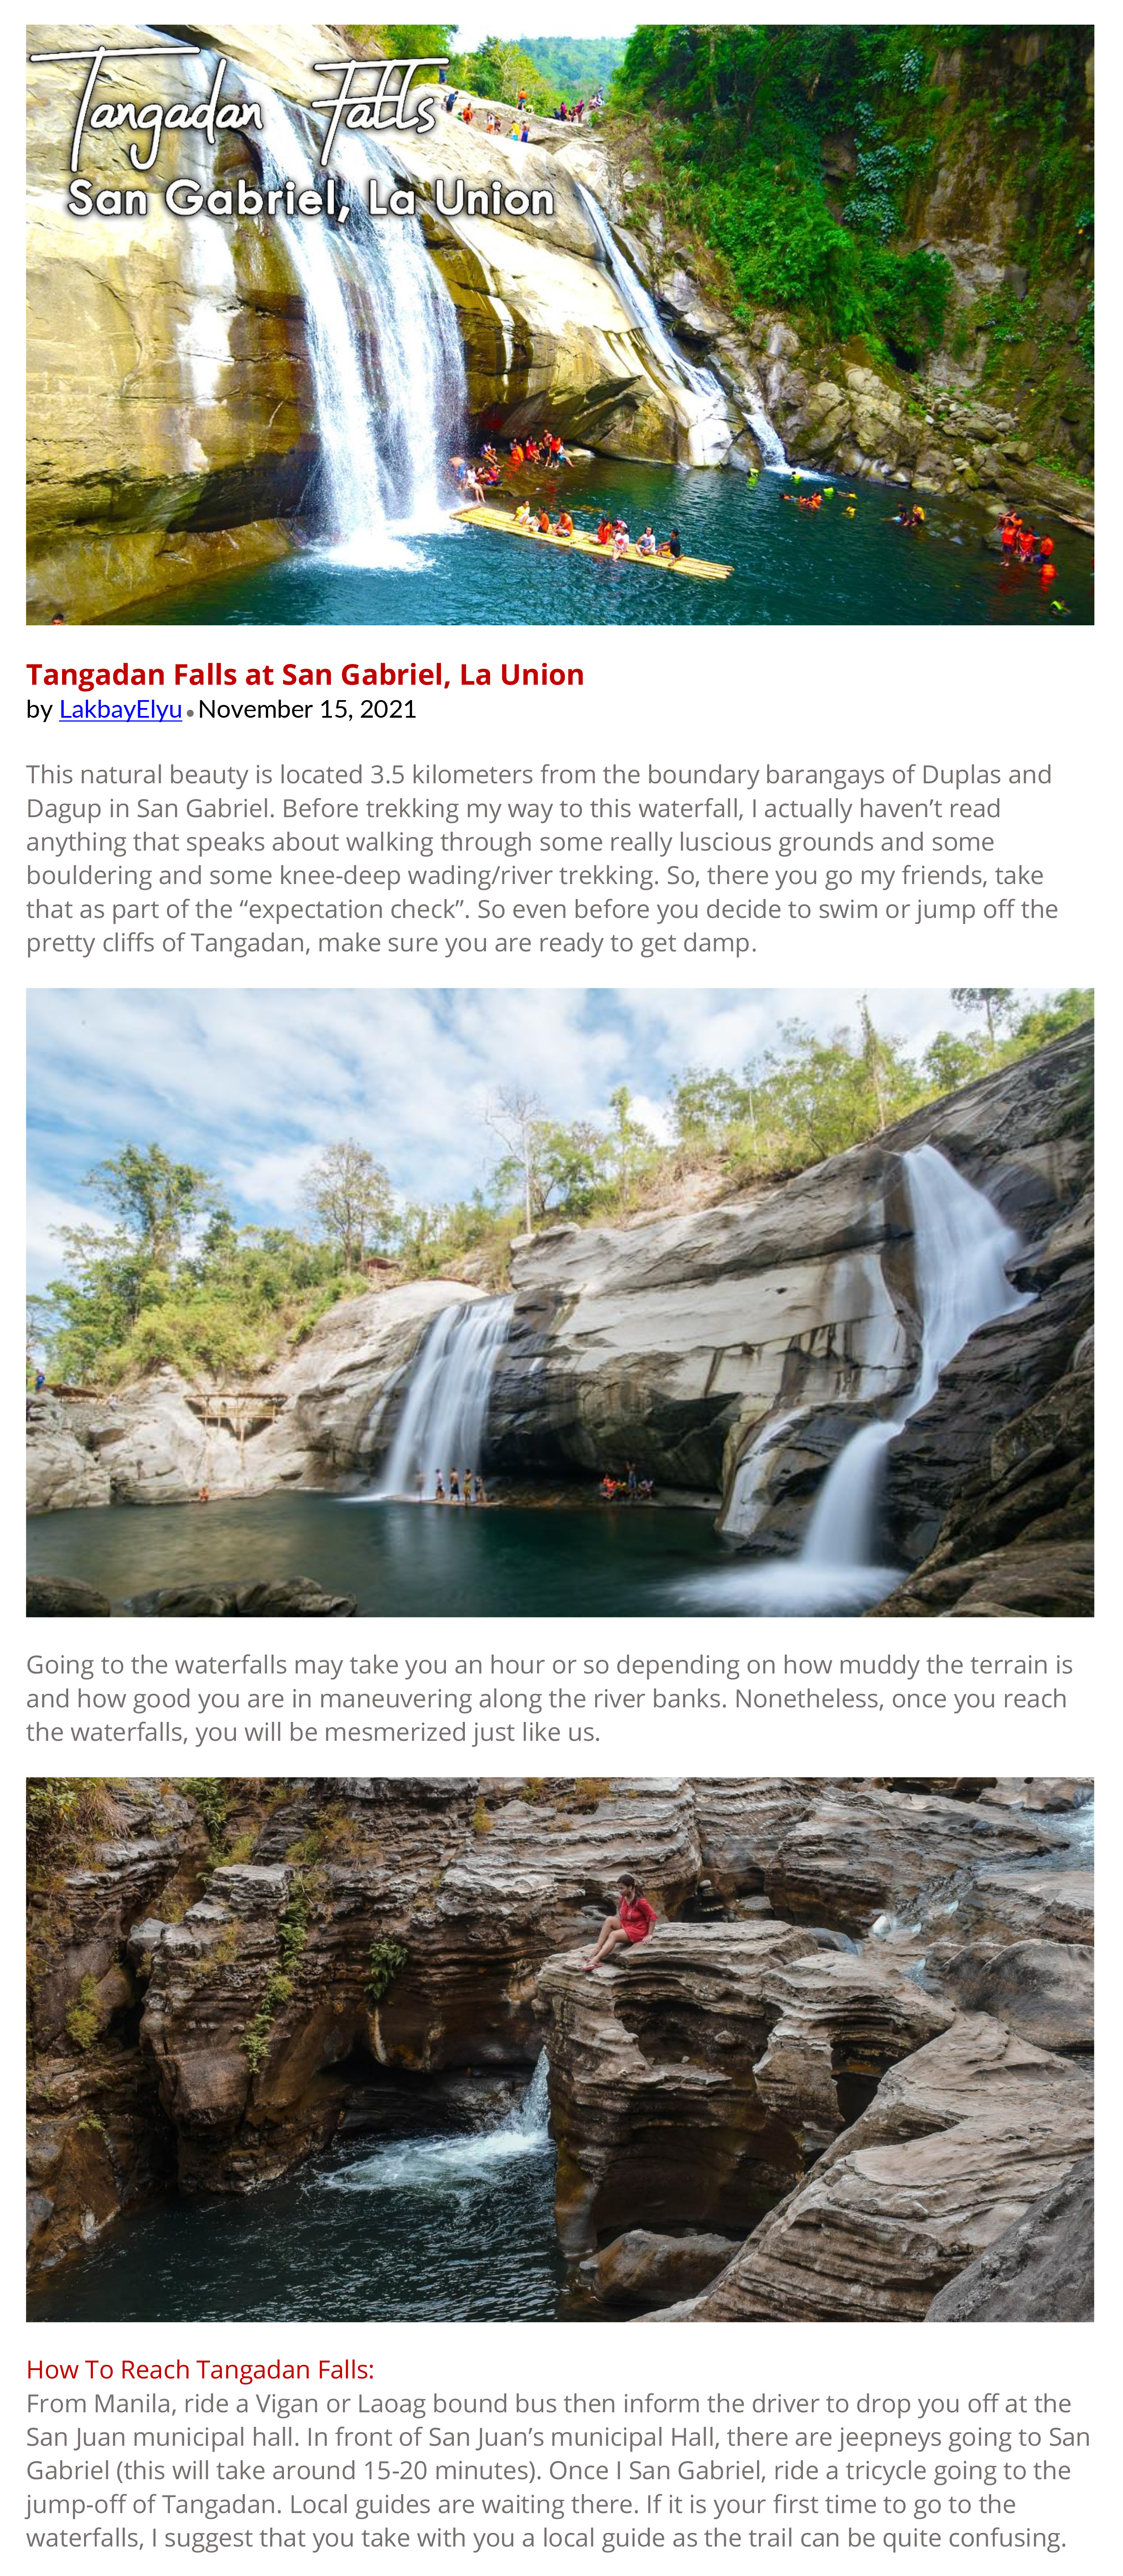 Tangadan Falls
San Gabriel, La Union
Tangadan Falls at San Gabriel, La Union
by LakbayElyu • November 15, 2021
This natural beauty is located 3.5 kilometers from the boundary barangays of Duplas and
Dagup in San Gabriel. Before trekking my way to this waterfall, I actually haven’t read
anything that speaks about walking through some really luscious grounds and some
bouldering and some knee-deep wading/river trekking. So, there you go my friends, take
that as part of the “expectation check”. So even before you decide to swim or jump off the
pretty cliffs of Tangadan, make sure you are ready to get damp.
Going to the waterfalls may take you an hour or so depending on how muddy the terrain is
and how good you are in maneuvering along the river banks. Nonetheless, once you reach
the waterfalls, you will be mesmerized just like us.
How To Reach Tangadan Falls:
From Manila, ride a Vigan or Laoag bound bus then inform the driver to drop you off at the
San Juan municipal hall. In front of San Juan’s municipal Hall, there are jeepneys going to San
Gabriel (this will take around 15-20 minutes). Once I San Gabriel, ride a tricycle going to the
jump-off of Tangadan. Local guides are waiting there. If it is your first time to go to the
waterfalls, I suggest that you take with you a local guide as the trail can be quite confusing.